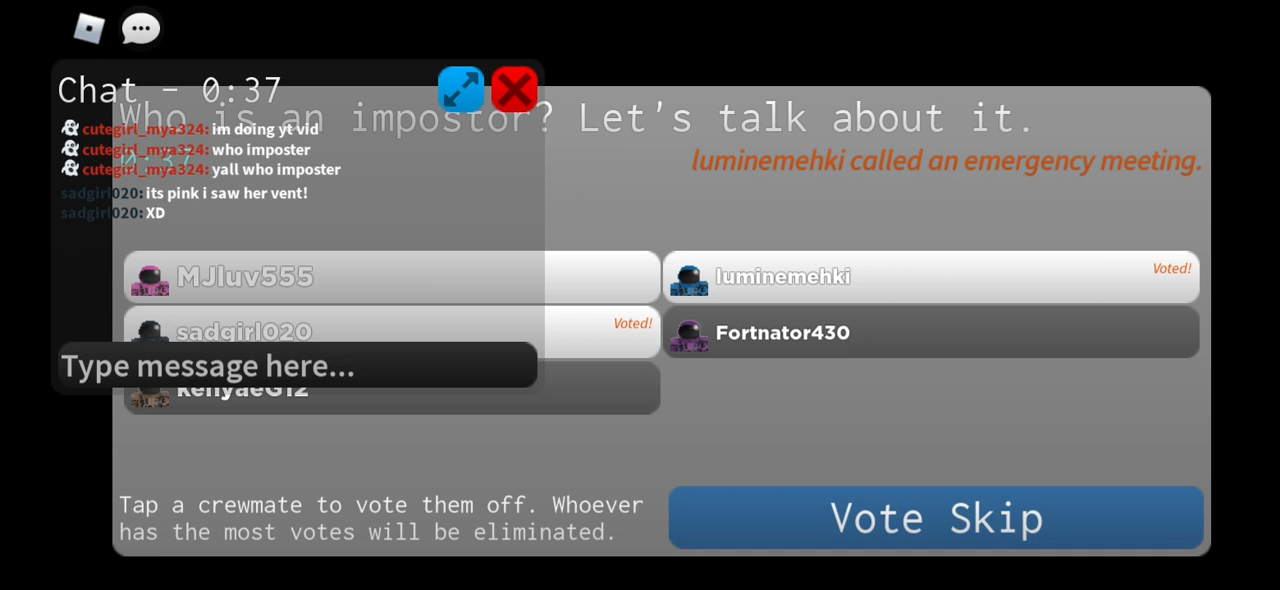 Chat - 0:37
Who is an impostor? Let's talk about it.
cutegirl_mya324: im doing yt vid
cutegirl_mya324: who imposter
0:37
luminemehki called an emergency meeting.
cutegirl_mya324: yall who imposter
sadgirl020: its pink i saw her vent!
sadgirl020: XD
MJluv555
luminemehki
Voted!
sadgirl020
Voted!
Fortnator430
Type message here...
kenyaeG12
Tap a crewmate to vote them off. Whoever
has the most votes will be eliminated.
Vote Skip